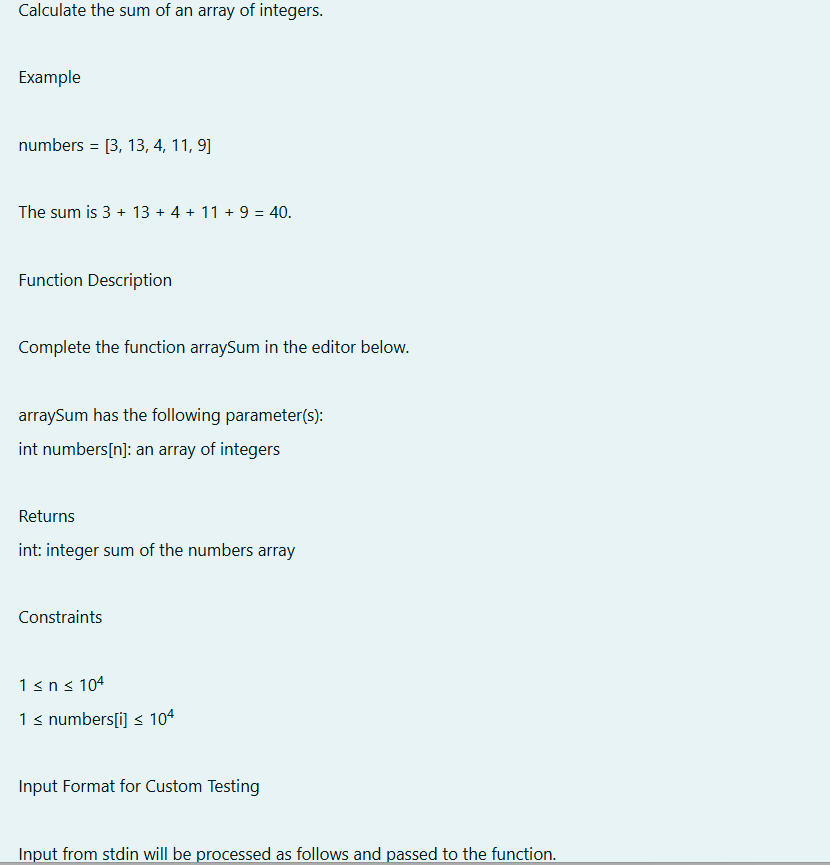 Calculate the sum of an array of integers.
Example
numbers = [3, 13, 4, 11, 9]
The sum is 3 + 13 + 4 + 11 + 9 = 40.
Function Description
Complete the function arraySum in the editor below.
arraySum has the following parameter(s):
int numbers[n]: an array of integers
Returns
int: integer sum of the numbers array
Constraints
1 ≤ n ≤ 10⁴
1 ≤ numbers[i] ≤ 10⁴
Input Format for Custom Testing
Input from stdin will be processed as follows and passed to the function.